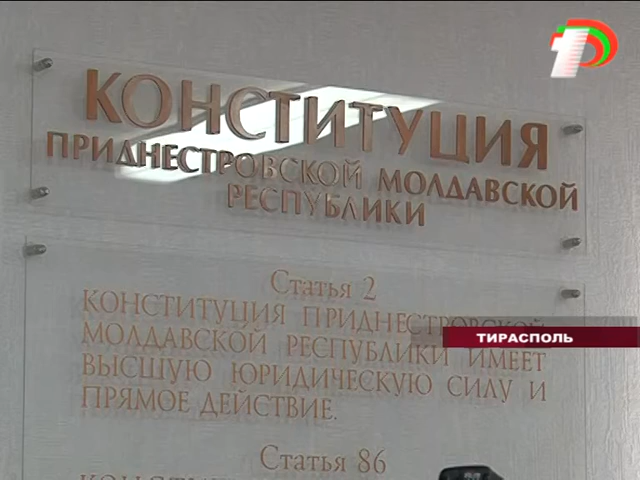 КОНСТИТУЦИЯ
ПРИДНЕСТРОВСКОЙ МОЛДАВСКОЙ
РЕСПУБЛИКИ
Статья 2
КОНСТИТУЦИЯ ПРИДНЕСТРОВСКОЙ
МОЛДАВСКОЙ РЕСПУБЛИКИ ИМЕЕТ
ВЫСШУЮ ЮРИДИЧЕСКУЮ СИЛУ И
ПРЯМОЕ ДЕЙСТВИЕ.
ТИРАСПОЛЬ
Статья 86